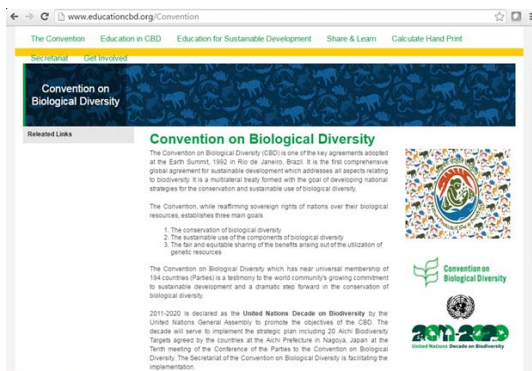 www.educationcbd.org/Convention
The Convention Education in CBD Education for Sustainable Development Share & Learn Calculate Hand Print
Secretariat Get Involved
Convention on
Biological Diversity
Releated Links
Convention on Biological Diversity
The Convention on Biological Diversity (CBD) is one of the key agreements adopted
at the Earth Summit, 1992 in Rio de Janeiro, Brazil. It is the first comprehensive
global agreement for sustainable development which addresses all aspects relating
to biodiversity. It is a multilateral treaty formed with the goal of developing national
strategies for the conservation and sustainable use of biological diversity.
The Convention, while reaffirming sovereign rights of nations over their biological
resources, establishes three main goals
1. The conservation of biological diversity
2. The sustainable use of the components of biological diversity
3. The fair and equitable sharing of the benefits arising out of the utilization of
genetic resources
The Convention on Biological Diversity which has near universal membership of
194 countries (Parties) is a testimony to the world community's growing commitment
to sustainable development and a dramatic step forward in the conservation of
biological diversity.
2011-2020 is declared as the United Nations Decade on Biodiversity by the
United Nations General Assembly to promote the objectives of the CBD. The
decade will serve to implement the strategic plan including 20 Aichi Biodiversity
Targets agreed by the countries at the Aichi Prefecture in Nagoya, Japan at the
Tenth meeting of the Conference of the Parties to the Convention on Biological
Diversity. The Secretariat of the Convention on Biological Diversity is facilitating the
implementation.
Convention on
Biological Diversity
2011-2020
United Nations Decade on Biodiversity